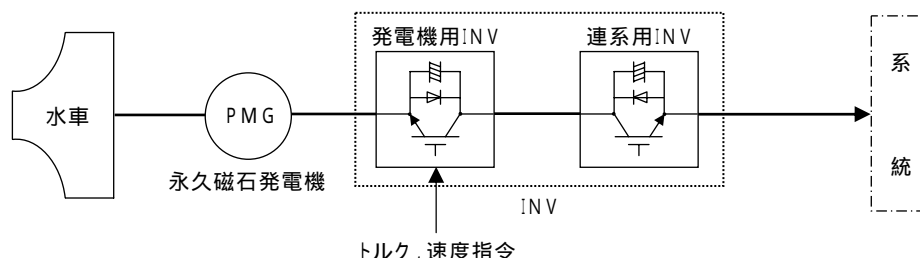 発電機用INV
連系用INV
水車
PMG
永久磁石発電機
INV
トルク,速度指令
系
統